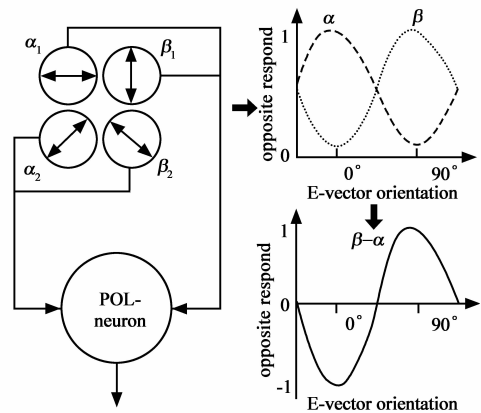 α₁
β₁
α₂
β₂
POL-
neuron
opposite respond
1
0
α
β
0°
90°
E-vector orientation
β−α
opposite respond
1
0
-1
0°
90°
E-vector orientation